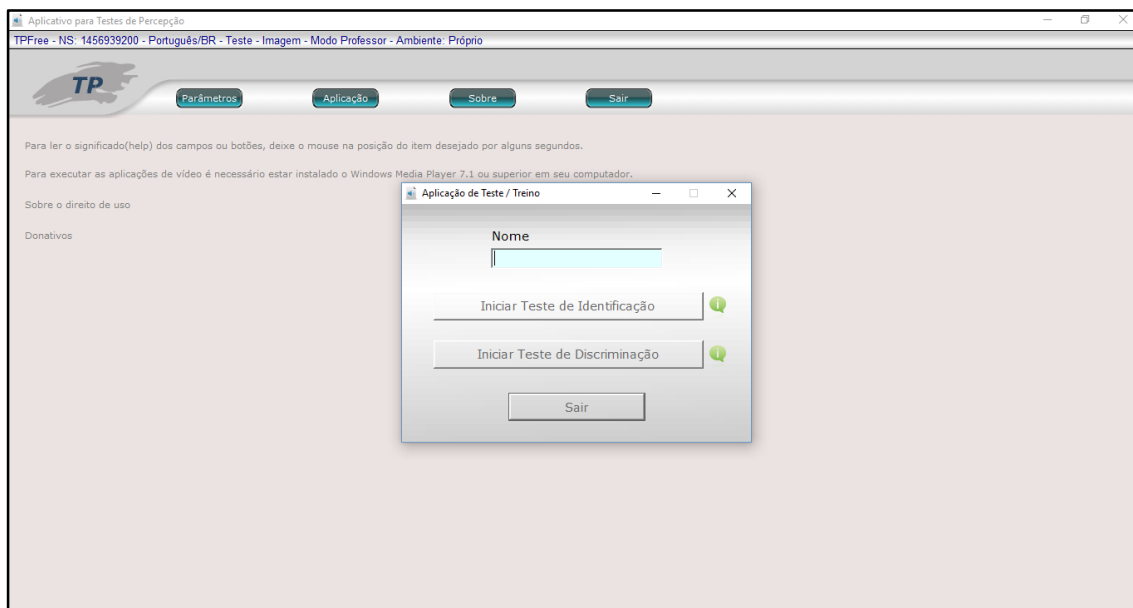 Aplicativo para Testes de Percepção
TPFree - NS: 1456939200 - Português/BR - Teste - Imagem - Modo Professor - Ambiente: Próprio
TP
Parâmetros Aplicação Sobre Sair
Para ler o significado(help) dos campos ou botões, deixe o mouse na posição do item desejado por alguns segundos.
Para executar as aplicações de vídeo é necessário estar instalado o Windows Media Player 7.1 ou superior em seu computador.
Sobre o direito de uso
Donativos
Aplicação de Teste / Treino
Nome
Iniciar Teste de Identificação
Iniciar Teste de Discriminação
Sair